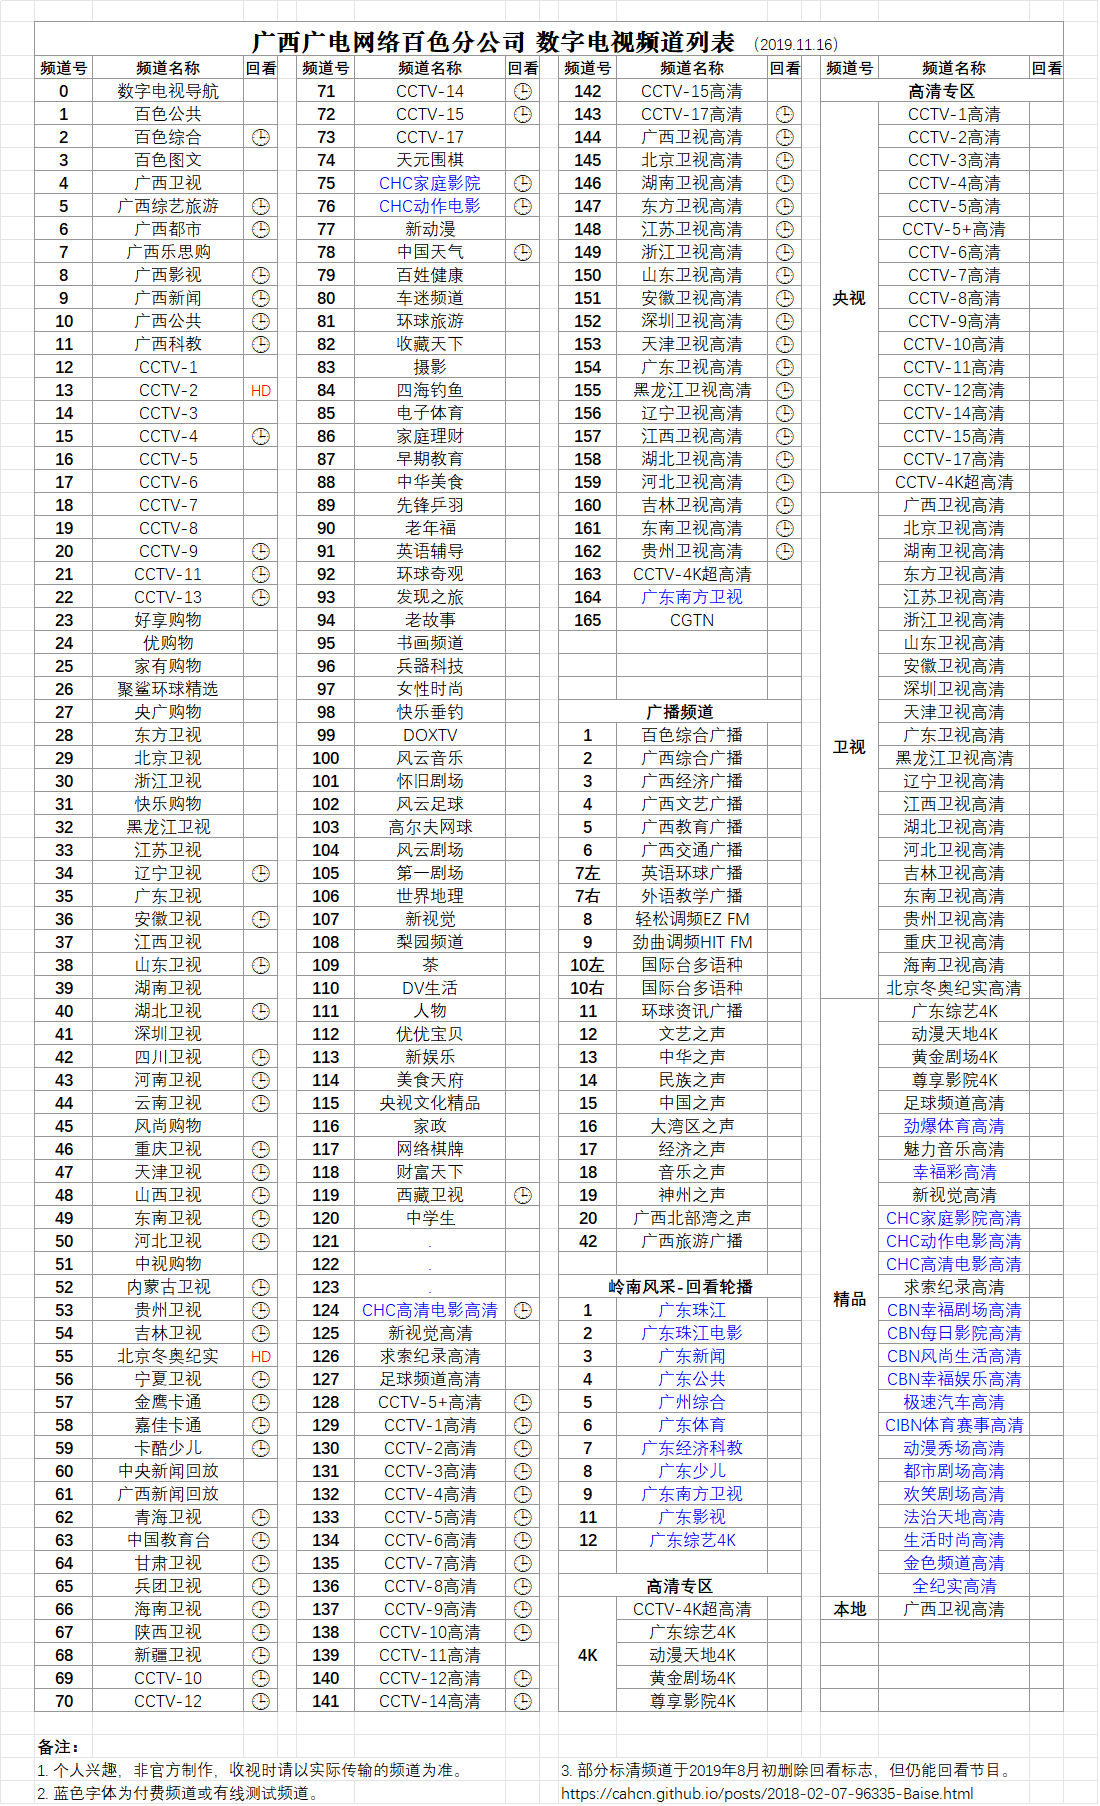 广西广电网络百色分公司 数字电视频道列表 （2019.11.16）
频道号 频道名称 回看
0 数字电视导航
1 百色公共
2 百色综合
3 百色图文
4 广西卫视
5 广西综艺旅游
6 广西都市
7 广西乐思购
8 广西影视
9 广西新闻
10 广西公共
11 广西科教
12 CCTV-1
13 CCTV-2 HD
14 CCTV-3
15 CCTV-4
16 CCTV-5
17 CCTV-6
18 CCTV-7
19 CCTV-8
20 CCTV-9
21 CCTV-11
22 CCTV-13
23 好享购物
24 优购物
25 家有购物
26 聚鲨环球精选
27 央广购物
28 东方卫视
29 北京卫视
30 浙江卫视
31 快乐购物
32 黑龙江卫视
33 江苏卫视
34 辽宁卫视
35 广东卫视
36 安徽卫视
37 江西卫视
38 山东卫视
39 湖南卫视
40 湖北卫视
41 深圳卫视
42 四川卫视
43 河南卫视
44 云南卫视
45 风尚购物
46 重庆卫视
47 天津卫视
48 山西卫视
49 东南卫视
50 河北卫视
51 中视购物
52 内蒙古卫视
53 贵州卫视
54 吉林卫视
55 北京冬奥纪实 HD
56 宁夏卫视
57 金鹰卡通
58 嘉佳卡通
59 卡酷少儿
60 中央新闻回放
61 广西新闻回放
62 青海卫视
63 中国教育台
64 甘肃卫视
65 兵团卫视
66 海南卫视
67 陕西卫视
68 新疆卫视
69 CCTV-10
70 CCTV-12
频道号 频道名称 回看
71 CCTV-14
72 CCTV-15
73 CCTV-17
74 天元围棋
75 CHC家庭影院
76 CHC动作电影
77 新动漫
78 中国天气
79 百姓健康
80 车迷频道
81 环球旅游
82 收藏天下
83 摄影
84 四海钓鱼
85 电子体育
86 家庭理财
87 早期教育
88 中华美食
89 先锋乒羽
90 老年福
91 英语辅导
92 环球奇观
93 发现之旅
94 老故事
95 书画频道
96 兵器科技
97 女性时尚
98 快乐垂钓
99 DOXTV
100 风云音乐
101 怀旧剧场
102 风云足球
103 高尔夫网球
104 风云剧场
105 第一剧场
106 世界地理
107 新视觉
108 梨园频道
109 茶
110 DV生活
111 人物
112 优优宝贝
113 新娱乐
114 美食天府
115 央视文化精品
116 家政
117 网络棋牌
118 财富天下
119 西藏卫视
120 中学生
121 .
122 .
123 .
124 CHC高清电影高清
125 新视觉高清
126 求索纪录高清
127 足球频道高清
128 CCTV-5+高清
129 CCTV-1高清
130 CCTV-2高清
131 CCTV-3高清
132 CCTV-4高清
133 CCTV-5高清
134 CCTV-6高清
135 CCTV-7高清
136 CCTV-8高清
137 CCTV-9高清
138 CCTV-10高清
139 CCTV-11高清
140 CCTV-12高清
141 CCTV-14高清
频道号 频道名称 回看
142 CCTV-15高清
143 CCTV-17高清
144 广西卫视高清
145 北京卫视高清
146 湖南卫视高清
147 东方卫视高清
148 江苏卫视高清
149 浙江卫视高清
150 山东卫视高清
151 安徽卫视高清
152 深圳卫视高清
153 天津卫视高清
154 广东卫视高清
155 黑龙江卫视高清
156 辽宁卫视高清
157 江西卫视高清
158 湖北卫视高清
159 河北卫视高清
160 吉林卫视高清
161 东南卫视高清
162 贵州卫视高清
163 CCTV-4K超高清
164 广东南方卫视
165 CGTN
广播频道
1 百色综合广播
2 广西综合广播
3 广西经济广播
4 广西文艺广播
5 广西教育广播
6 广西交通广播
7左 英语环球广播
7右 外语教学广播
8 轻松调频EZ FM
9 劲曲调频HIT FM
10左 国际台多语种
10右 国际台多语种
11 环球资讯广播
12 文艺之声
13 中华之声
14 民族之声
15 中国之声
16 大湾区之声
17 经济之声
18 音乐之声
19 神州之声
20 广西北部湾之声
42 广西旅游广播
岭南风采-回看轮播
1 广东珠江
2 广东珠江电影
3 广东新闻
4 广东公共
5 广州综合
6 广东体育
7 广东经济科教
8 广东少儿
9 广东南方卫视
11 广东影视
12 广东综艺4K
高清专区
4K
CCTV-4K超高清
广东综艺4K
动漫天地4K
黄金剧场4K
尊享影院4K
频道号 频道名称 回看
高清专区
央视
CCTV-1高清
CCTV-2高清
CCTV-3高清
CCTV-4高清
CCTV-5高清
CCTV-5+高清
CCTV-6高清
CCTV-7高清
CCTV-8高清
CCTV-9高清
CCTV-10高清
CCTV-11高清
CCTV-12高清
CCTV-14高清
CCTV-15高清
CCTV-17高清
CCTV-4K超高清
卫视
广西卫视高清
北京卫视高清
湖南卫视高清
东方卫视高清
江苏卫视高清
浙江卫视高清
山东卫视高清
安徽卫视高清
深圳卫视高清
天津卫视高清
广东卫视高清
黑龙江卫视高清
辽宁卫视高清
江西卫视高清
湖北卫视高清
河北卫视高清
吉林卫视高清
东南卫视高清
贵州卫视高清
重庆卫视高清
海南卫视高清
北京冬奥纪实高清
精品
广东综艺4K
动漫天地4K
黄金剧场4K
尊享影院4K
足球频道高清
劲爆体育高清
魅力音乐高清
幸福彩高清
新视觉高清
CHC家庭影院高清
CHC动作电影高清
CHC高清电影高清
求索纪录高清
CBN幸福剧场高清
CBN每日影院高清
CBN风尚生活高清
CBN幸福娱乐高清
极速汽车高清
CIBN体育赛事高清
动漫秀场高清
都市剧场高清
欢笑剧场高清
法治天地高清
生活时尚高清
金色频道高清
全纪实高清
本地 广西卫视高清
备注：
1. 个人兴趣，非官方制作，收视时请以实际传输的频道为准。
2. 蓝色字体为付费频道或有线测试频道。
3. 部分标清频道于2019年8月初删除回看标志，但仍能回看节目。
https://cahcn.github.io/posts/2018-02-07-96335-Baise.html